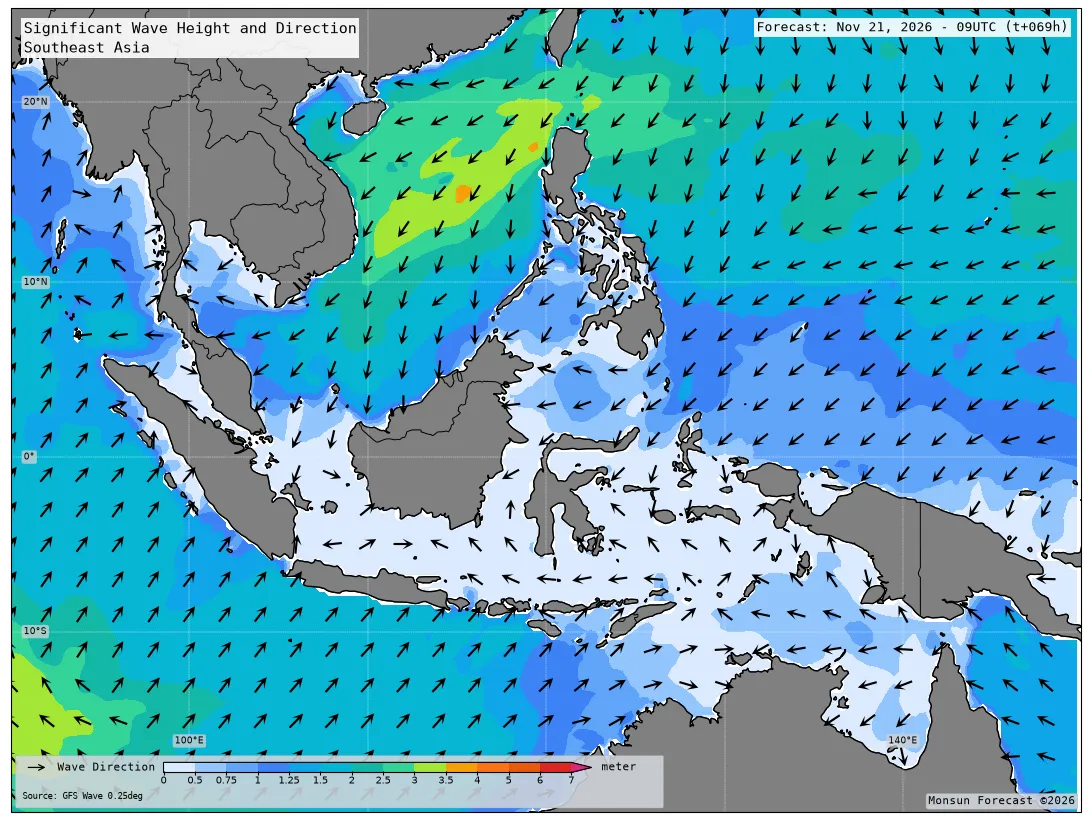 Significant Wave Height and Direction
Southeast Asia
Forecast: Nov 21, 2026 - 09UTC (t+069h)
20°N
10°N
0°
10°S
100°E
140°E
Wave Direction
meter
0 0.5 0.75 1 1.25 1.5 2 2.5 3 3.5 4 5 6 7
Source: GFS Wave 0.25deg
Monsun Forecast ©2026